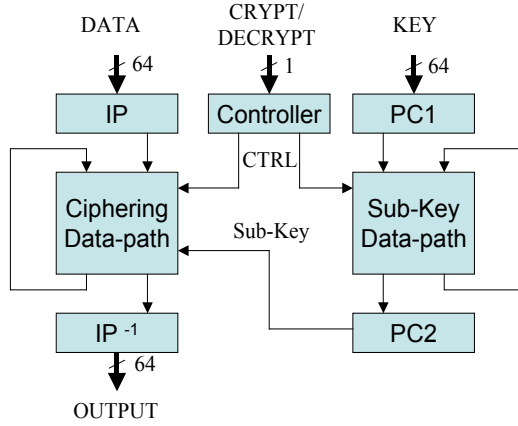 DATA
CRYPT/
DECRYPT
KEY
64
1
64
IP
Controller
PC1
CTRL
Ciphering
Data-path
Sub-Key
Sub-Key
Data-path
IP -1
PC2
64
OUTPUT